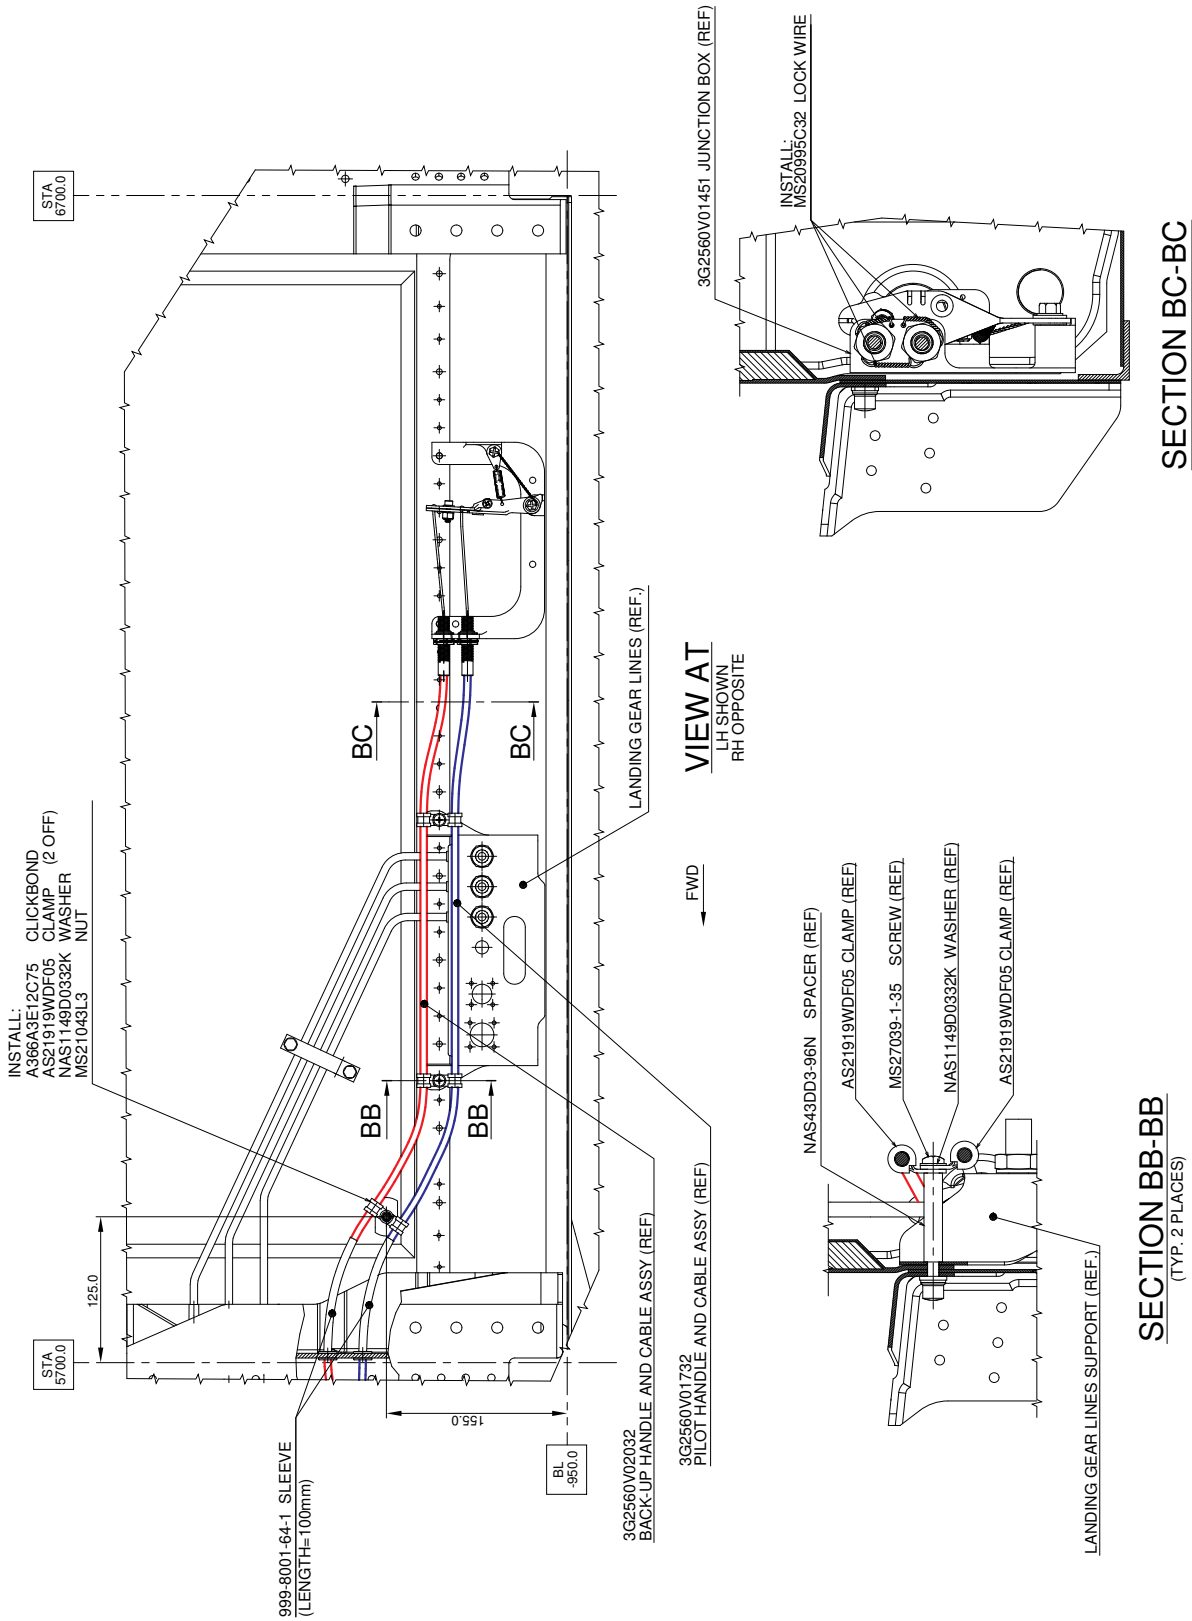 INSTALL:
A366A3E12C75 CLICKBOND
AS21919WDF05 CLAMP (2 OFF)
NAS1149D0332K WASHER
MS21043L3 NUT
STA
5700.0
STA
6700.0
125.0
155.0
BL
-950.0
999-8001-64-1 SLEEVE
(LENGTH=100mm)
BB
BB
BC
BC
3G2560V02032
BACK-UP HANDLE AND CABLE ASSY (REF)
3G2560V01732
PILOT HANDLE AND CABLE ASSY (REF)
LANDING GEAR LINES (REF.)
FWD
VIEW AT
LH SHOWN
RH OPPOSITE
NAS43DD3-96N SPACER (REF)
AS21919WDF05 CLAMP (REF)
MS27039-1-35 SCREW (REF)
NAS1149D0332K WASHER (REF)
AS21919WDF05 CLAMP (REF)
LANDING GEAR LINES SUPPORT (REF.)
SECTION BB-BB
(TYP. 2 PLACES)
3G2560V01451 JUNCTION BOX (REF)
INSTALL:
MS20995C32 LOCK WIRE
SECTION BC-BC